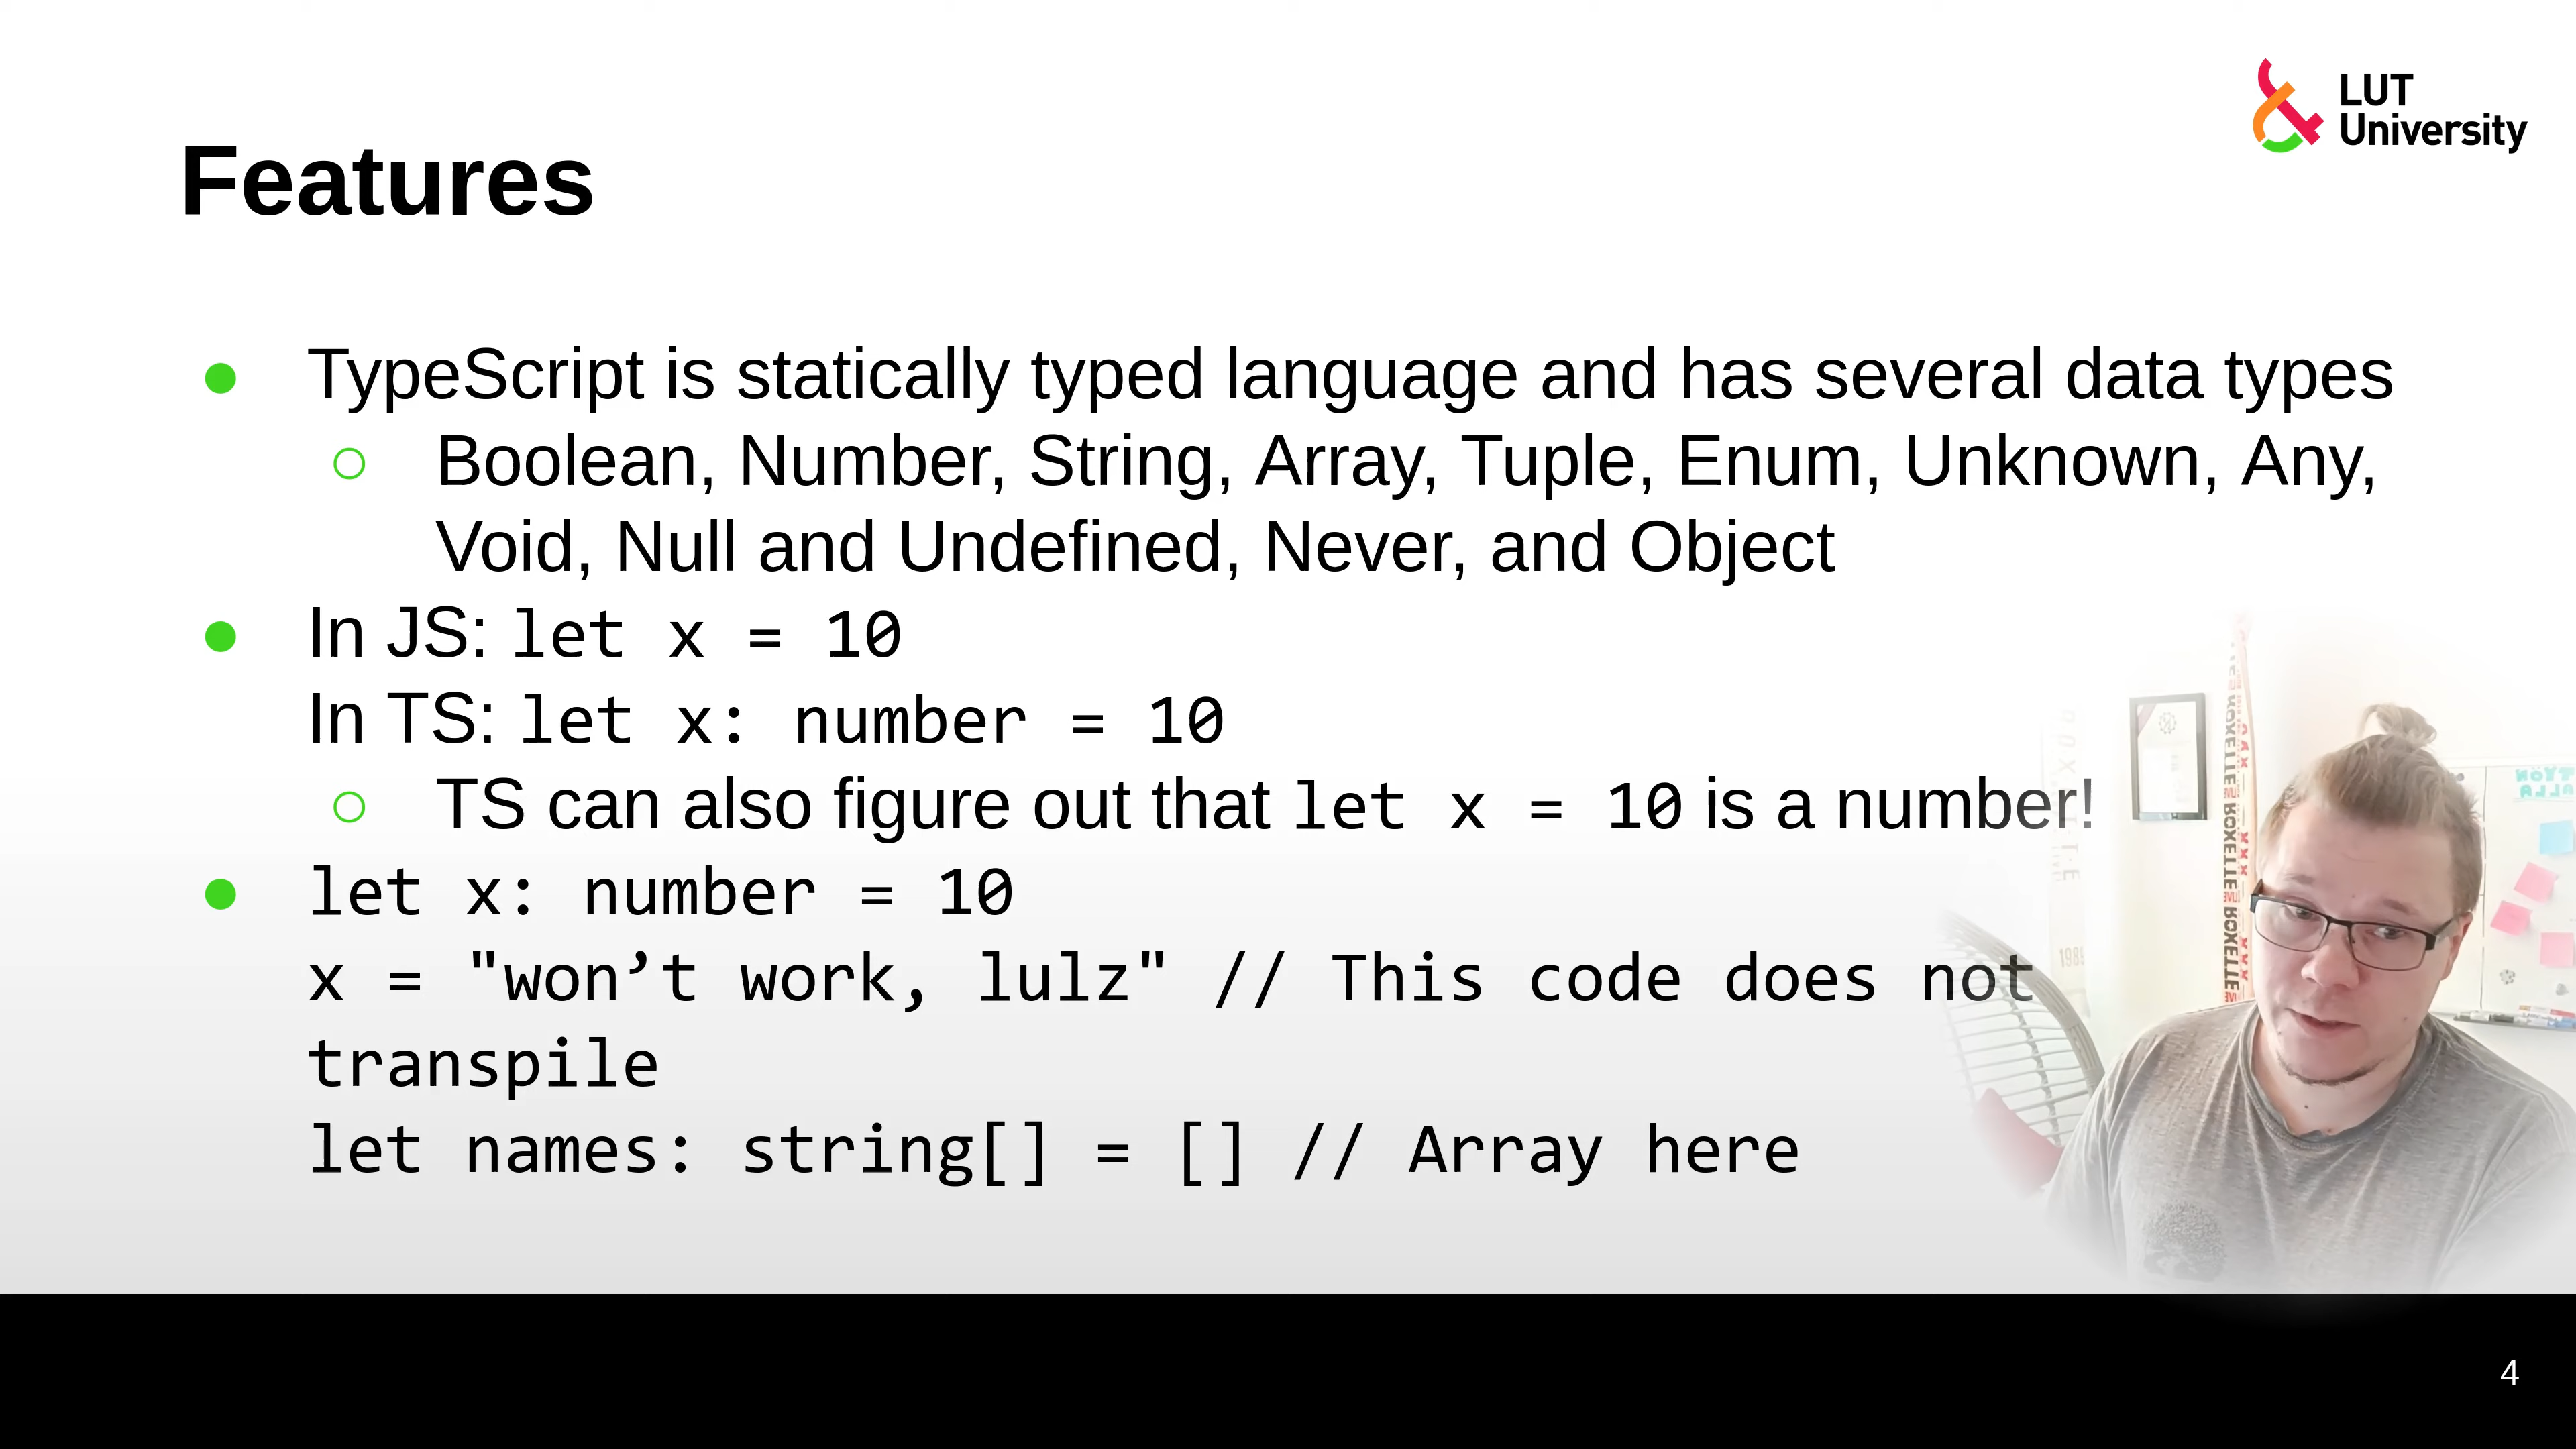 LUT
University
Features
● TypeScript is statically typed language and has several data types
○ Boolean, Number, String, Array, Tuple, Enum, Unknown, Any,
Void, Null and Undefined, Never, and Object
● In JS: let x = 10
In TS: let x: number = 10
○ TS can also figure out that let x = 10 is a number!
● let x: number = 10
x = "won’t work, lulz" // This code does not
transpile
let names: string[] = [] // Array here
4